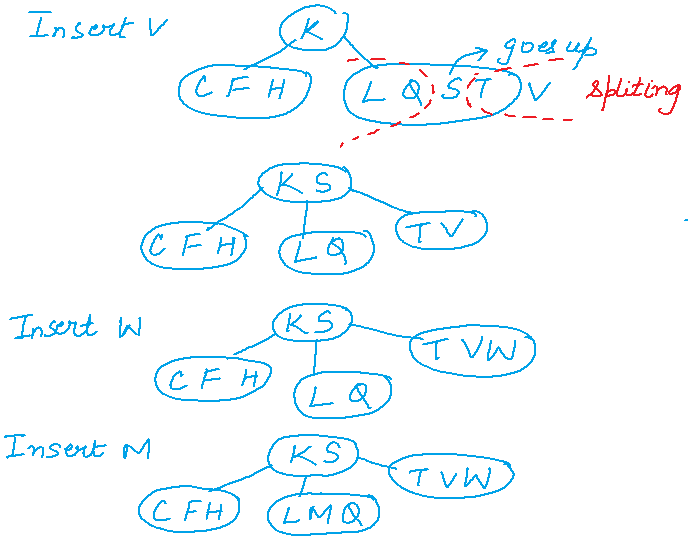 Insert V
K
goes up
C F H
L Q S T V
spliting
K S
C F H
L Q
T V
Insert W
K S
T V W
C F H
L Q
Insert M
K S
T V W
C F H
L M Q